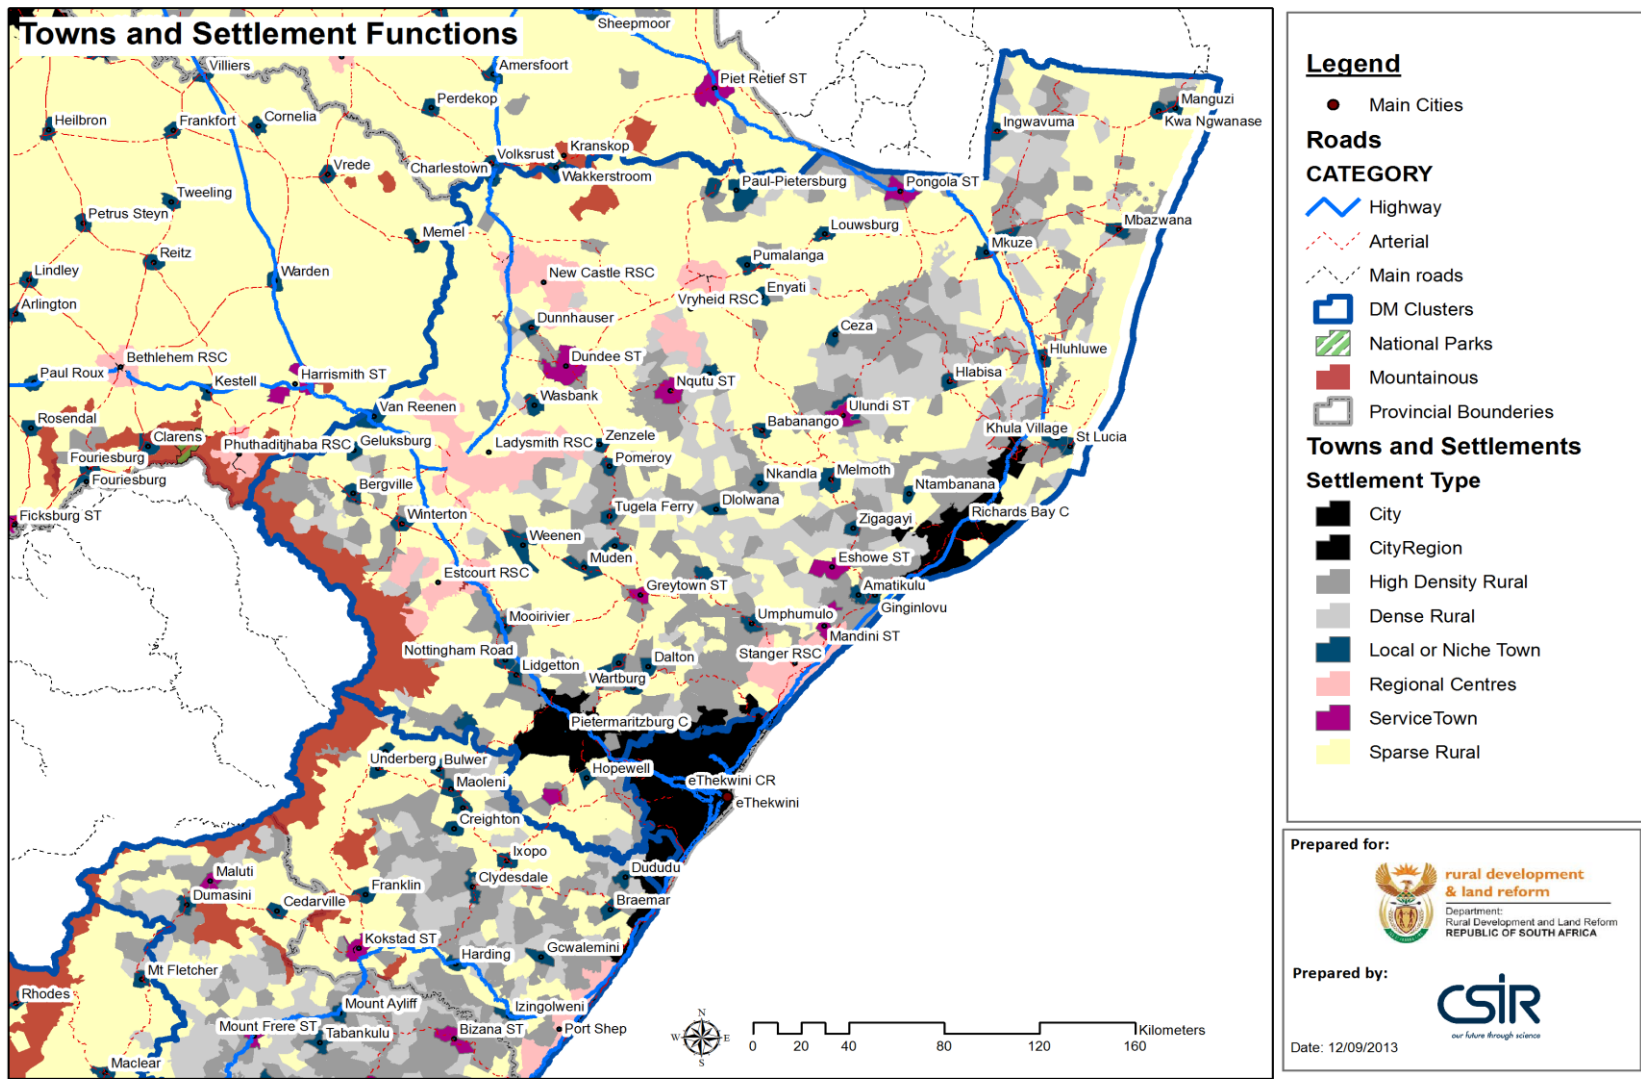 Towns and Settlement Functions
Sheepmoor
Villiers
Amersfoort
Piet Retief ST
Perdekop
Manguzi
Heilbron
Frankfort
Cornelia
Ingwavuma
Kwa Ngwanase
Kranskop
Volksrust
Vrede
Charlestown
Wakkerstroom
Paul-Pietersburg
Pongola ST
Tweeling
Petrus Steyn
Louwsburg
Mbazwana
Memel
Mkuze
Reitz
Pumalanga
Lindley
Warden
New Castle RSC
Enyati
Arlington
Vryheid RSC
Dunnhauser
Ceza
Bethlehem RSC
Dundee ST
Hluhluwe
Paul Roux
Kestell
Harrismith ST
Nqutu ST
Hlabisa
Wasbank
Van Reenen
Ulundi ST
Rosendal
Babanango
Khula Village
St Lucia
Clarens
Phuthaditjhaba RSC
Geluksburg
Ladysmith RSC
Zenzele
Fouriesburg
Pomeroy
Fouriesburg
Nkandla
Melmoth
Bergville
Ntambanana
Dlolwana
Ficksburg ST
Winterton
Tugela Ferry
Richards Bay C
Zigagayi
Weenen
Muden
Eshowe ST
Estcourt RSC
Greytown ST
Amatikulu
Ginginlovu
Mooirivier
Umphumulo
Mandini ST
Nottingham Road
Lidgetton
Dalton
Stanger RSC
Wartburg
Pietermaritzburg C
Underberg
Bulwer
Hopewell
Maoleni
eThekwini CR
eThekwini
Creighton
Ixopo
Maluti
Dududu
Clydesdale
Franklin
Dumasini
Cedarville
Braemar
Kokstad ST
Harding
Gcwalemini
Mt Fletcher
Rhodes
Mount Ayliff
Izingolweni
Mount Frere ST
Tabankulu
Bizana ST
Port Shep
Maclear
N
W
E
S
Kilometers
0 20 40 80 120 160
Legend
Main Cities
Roads
CATEGORY
Highway
Arterial
Main roads
DM Clusters
National Parks
Mountainous
Provincial Bounderies
Towns and Settlements
Settlement Type
City
CityRegion
High Density Rural
Dense Rural
Local or Niche Town
Regional Centres
ServiceTown
Sparse Rural
Prepared for:
rural development
& land reform
Department:
Rural Development and Land Reform
REPUBLIC OF SOUTH AFRICA
Prepared by:
CSIR
our future through science
Date: 12/09/2013